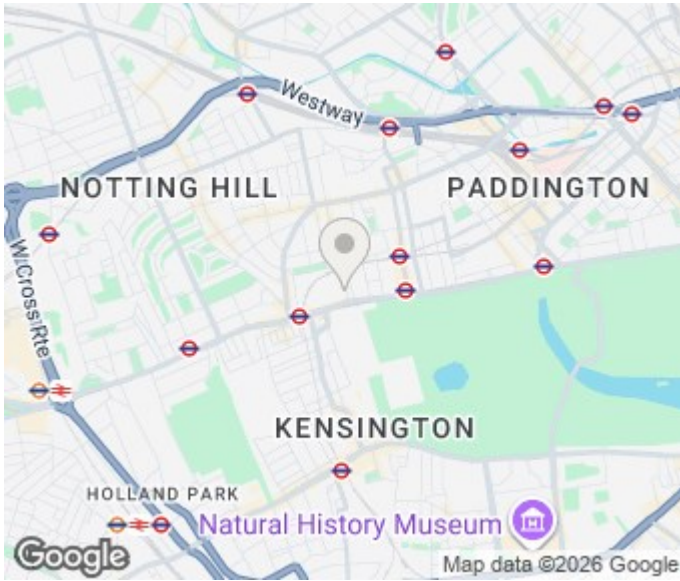 Westway
NOTTING HILL
PADDINGTON
W Cross Rte
KENSINGTON
HOLLAND PARK
Natural History Museum
Google
Map data ©2026 Google